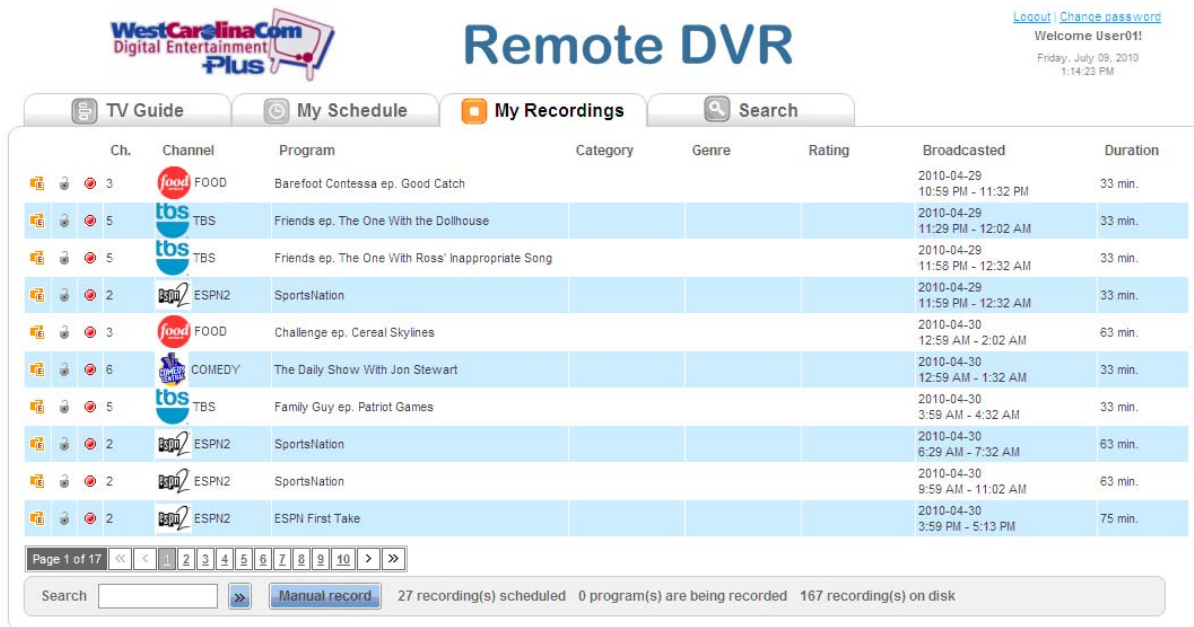 WestCarolinaCom
Digital Entertainment
Plus
Remote DVR
Logout | Change password
Welcome User01!
Friday, July 09, 2010
1:14:23 PM
TV Guide My Schedule My Recordings Search
Ch. Channel Program Category Genre Rating Broadcasted Duration
E 3 food FOOD Barefoot Contessa ep. Good Catch 2010-04-29 10:59 PM - 11:32 PM 33 min.
E 5 tbs TBS Friends ep. The One With the Dollhouse 2010-04-29 11:29 PM - 12:02 AM 33 min.
E 5 tbs TBS Friends ep. The One With Ross' Inappropriate Song 2010-04-29 11:58 PM - 12:32 AM 33 min.
E 2 ESPN2 ESPN2 SportsNation 2010-04-29 11:59 PM - 12:32 AM 33 min.
E 3 food FOOD Challenge ep. Cereal Skylines 2010-04-30 12:59 AM - 2:02 AM 63 min.
E 6 COMEDY CENTRAL COMEDY The Daily Show With Jon Stewart 2010-04-30 12:59 AM - 1:32 AM 33 min.
E 5 tbs TBS Family Guy ep. Patriot Games 2010-04-30 3:59 AM - 4:32 AM 33 min.
E 2 ESPN2 ESPN2 SportsNation 2010-04-30 6:29 AM - 7:32 AM 63 min.
E 2 ESPN2 ESPN2 SportsNation 2010-04-30 9:59 AM - 11:02 AM 63 min.
E 2 ESPN2 ESPN2 ESPN First Take 2010-04-30 3:59 PM - 5:13 PM 75 min.
Page 1 of 17 << < 1 2 3 4 5 6 7 8 9 10 > >>
Search » Manual record 27 recording(s) scheduled 0 program(s) are being recorded 167 recording(s) on disk